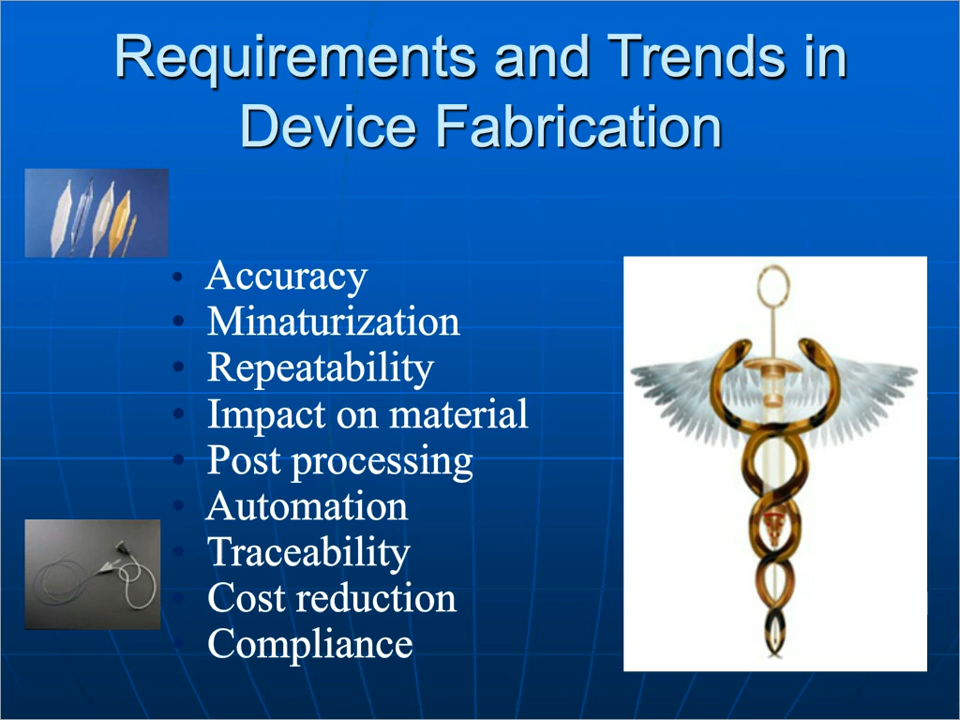 Requirements and Trends in
Device Fabrication
• Accuracy
• Minaturization
• Repeatability
• Impact on material
• Post processing
• Automation
• Traceability
• Cost reduction
• Compliance